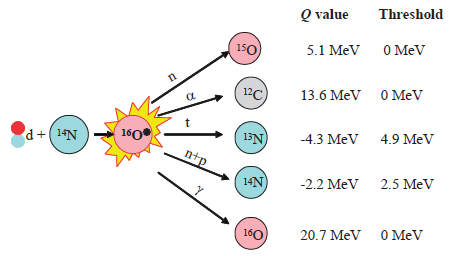 Q value Threshold
n ¹⁵O 5.1 MeV 0 MeV
α ¹²C 13.6 MeV 0 MeV
d + ¹⁴N ¹⁶O* t ¹³N -4.3 MeV 4.9 MeV
n+p ¹⁴N -2.2 MeV 2.5 MeV
γ ¹⁶O 20.7 MeV 0 MeV